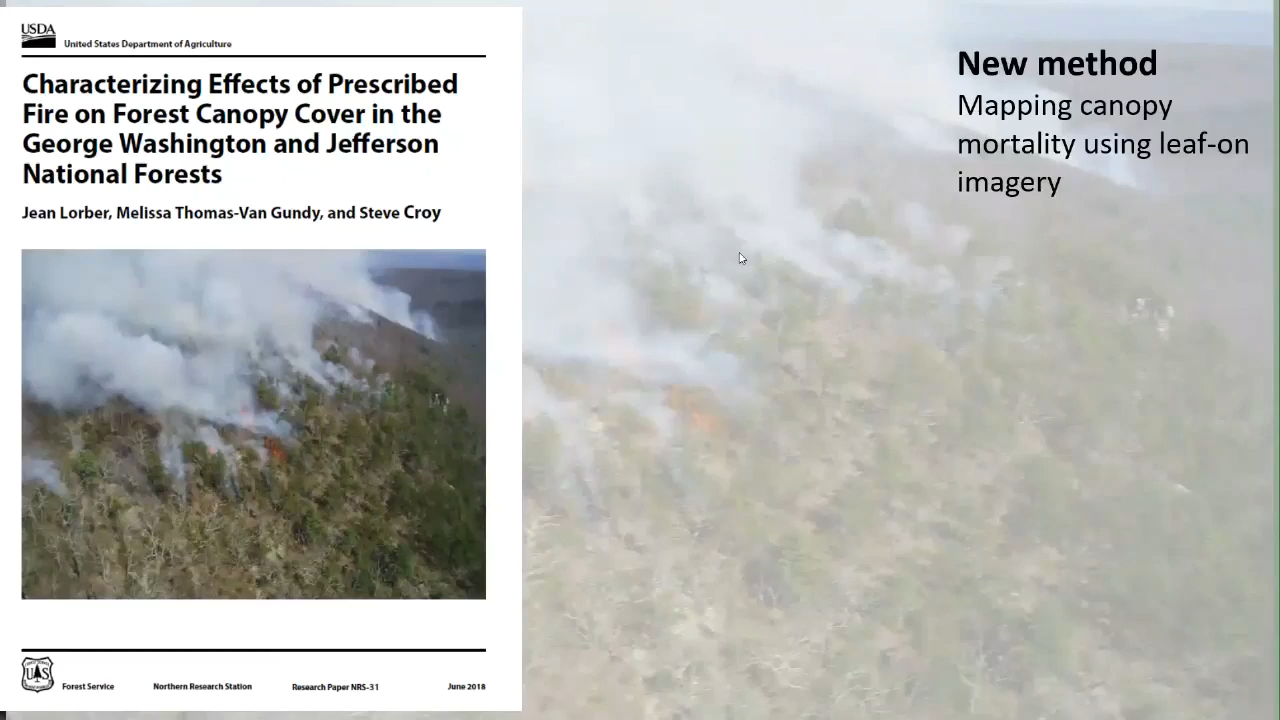 USDA
United States Department of Agriculture
Characterizing Effects of Prescribed
Fire on Forest Canopy Cover in the
George Washington and Jefferson
National Forests
Jean Lorber, Melissa Thomas-Van Gundy, and Steve Croy
Forest Service
Northern Research Station
Research Paper NRS-31
June 2018
New method
Mapping canopy
mortality using leaf-on
imagery